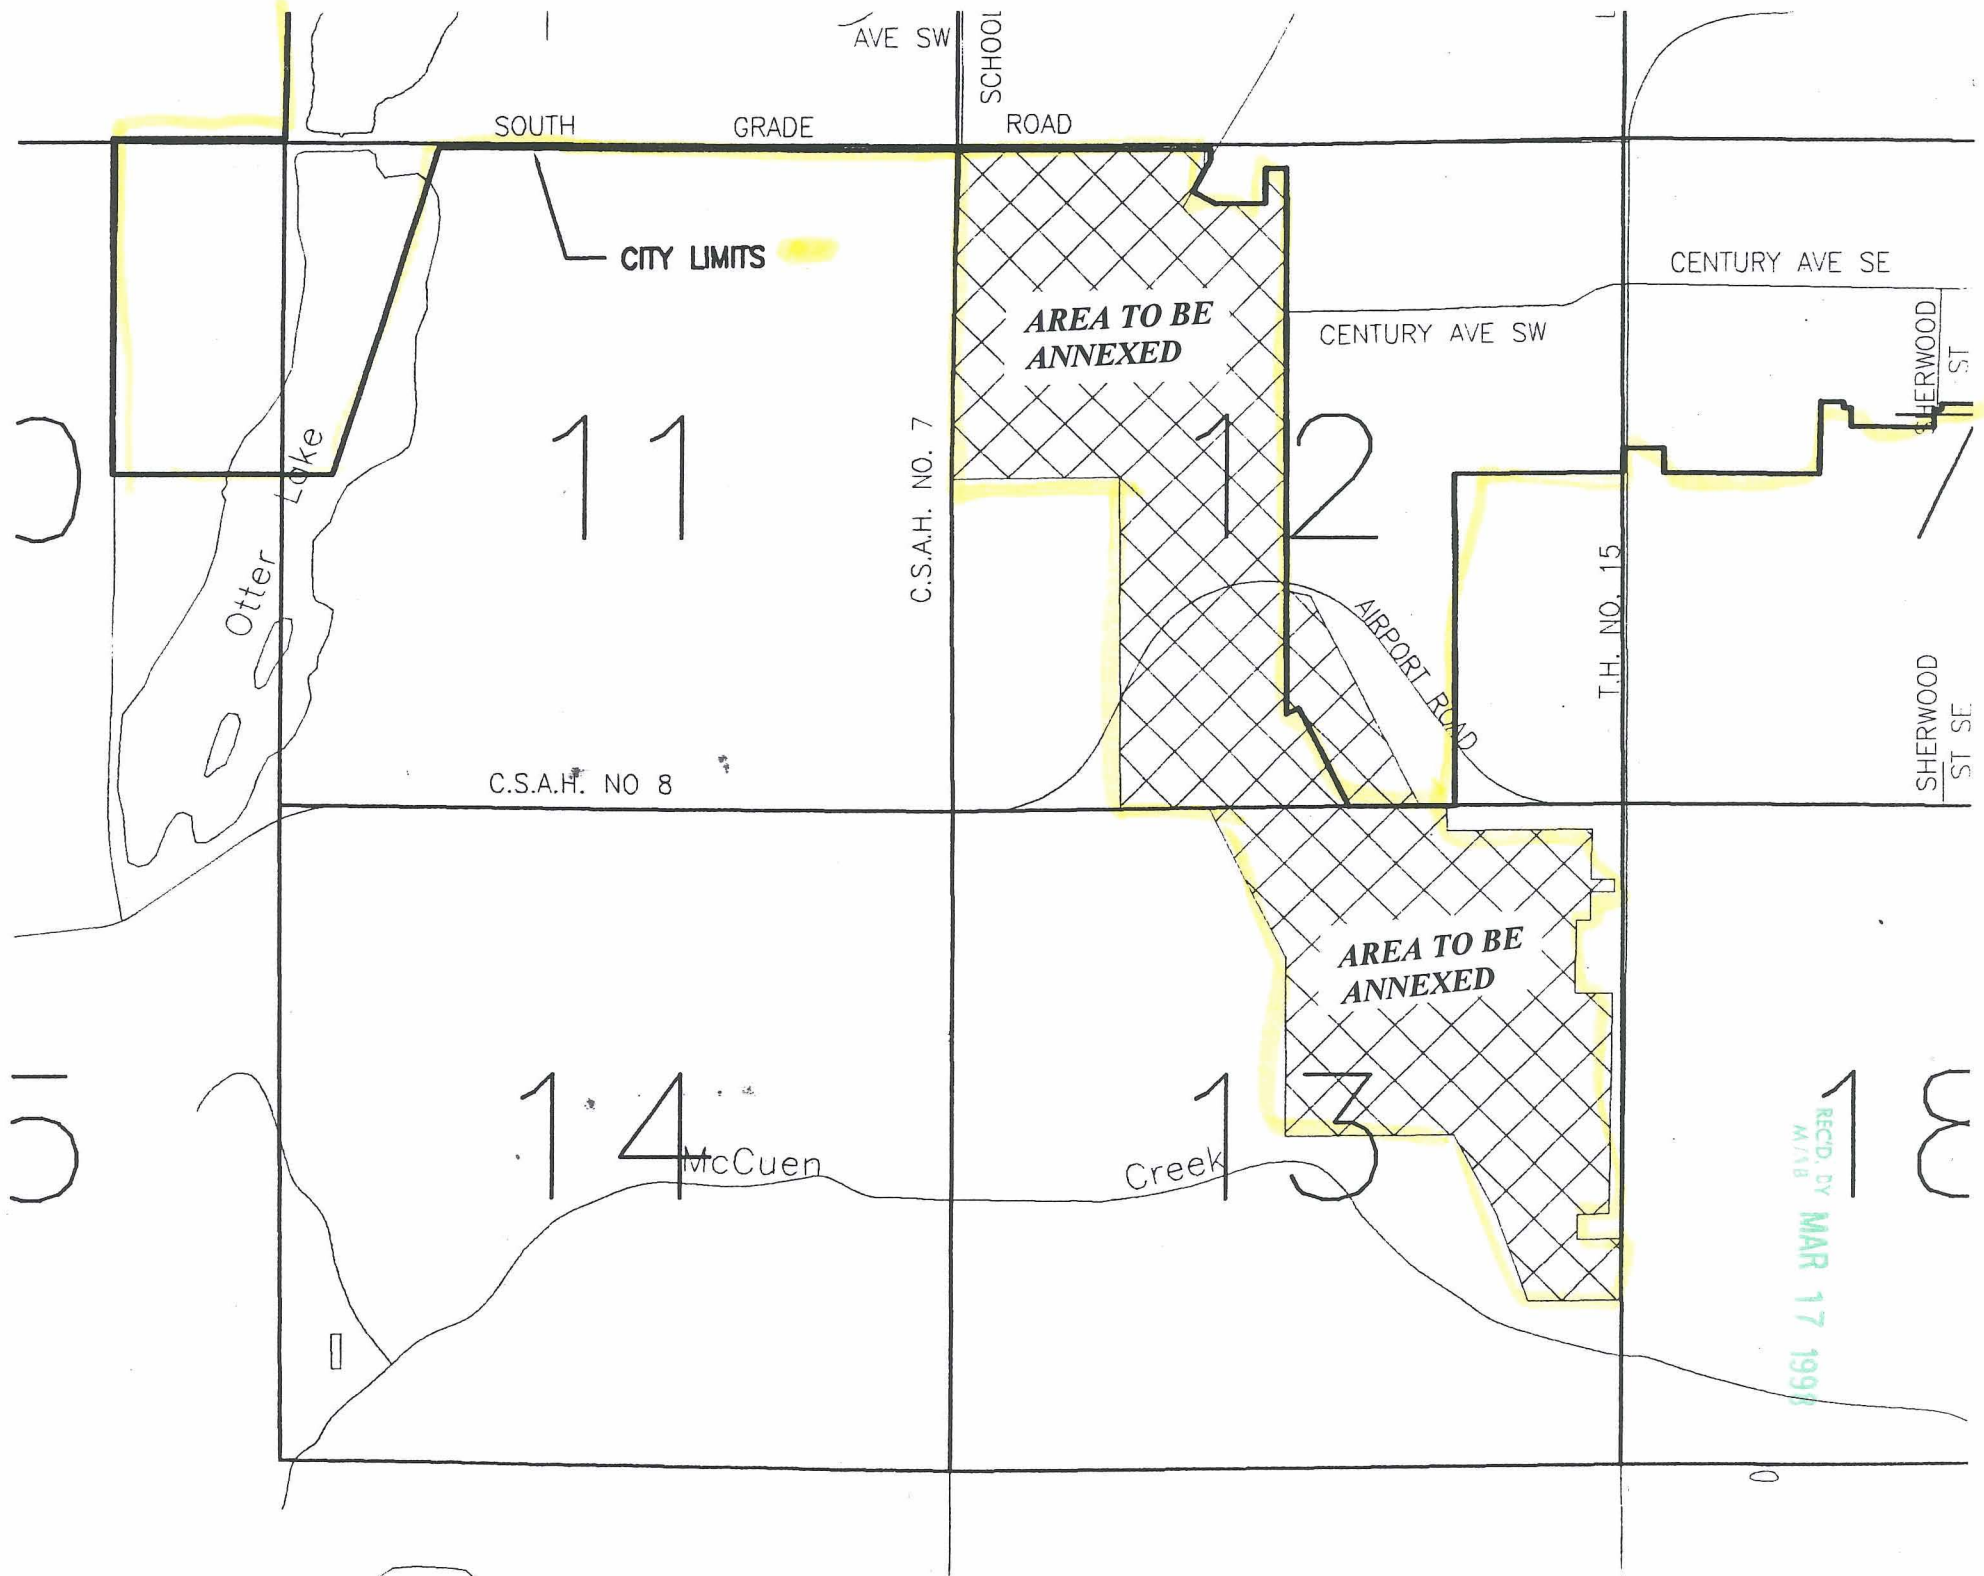 AVE SW
SCHOOL
SOUTH GRADE ROAD
CITY LIMITS
CENTURY AVE SE
CENTURY AVE SW
SHERWOOD
ST
AREA TO BE
ANNEXED
11
12
7
C.S.A.H. NO. 7
Otter Lake
AIRPORT ROAD
T.H. NO. 15
SHERWOOD
ST SE
C.S.A.H. NO 8
AREA TO BE
ANNEXED
14
13
18
McCuen Creek
REC'D. BY
MAR 17 1998